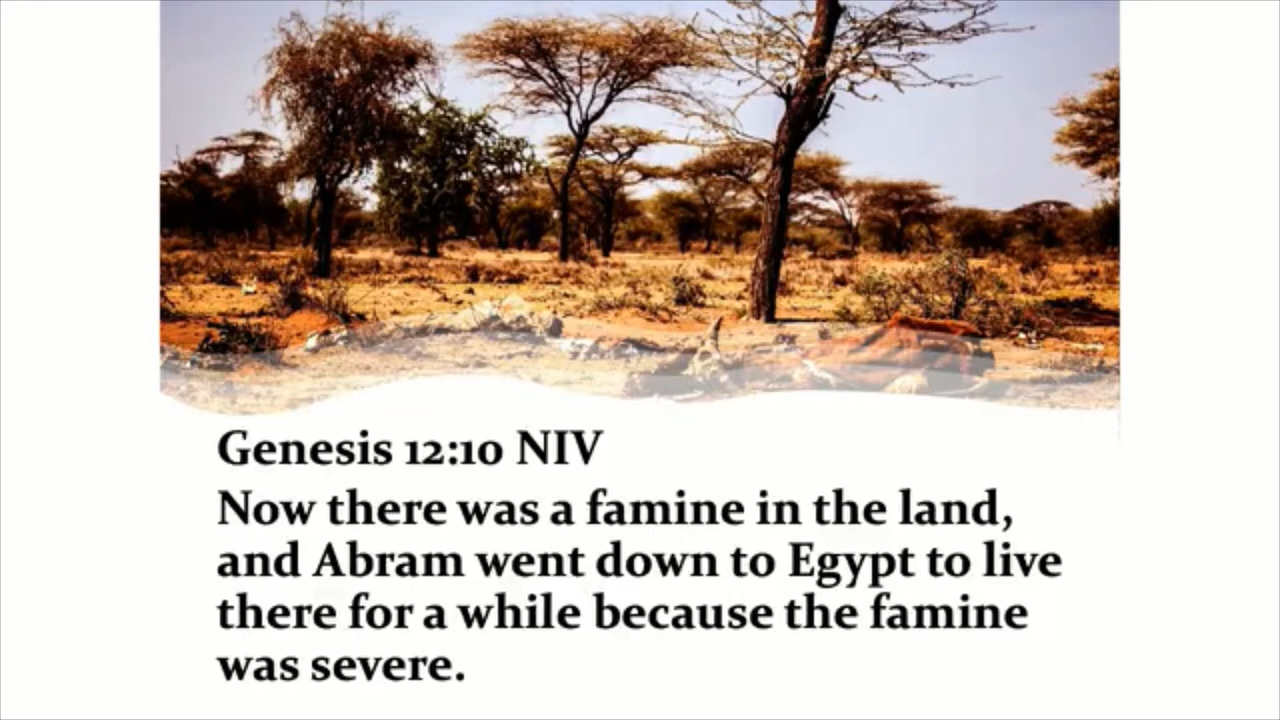 Genesis 12:10 NIV
Now there was a famine in the land,
and Abram went down to Egypt to live
there for a while because the famine
was severe.